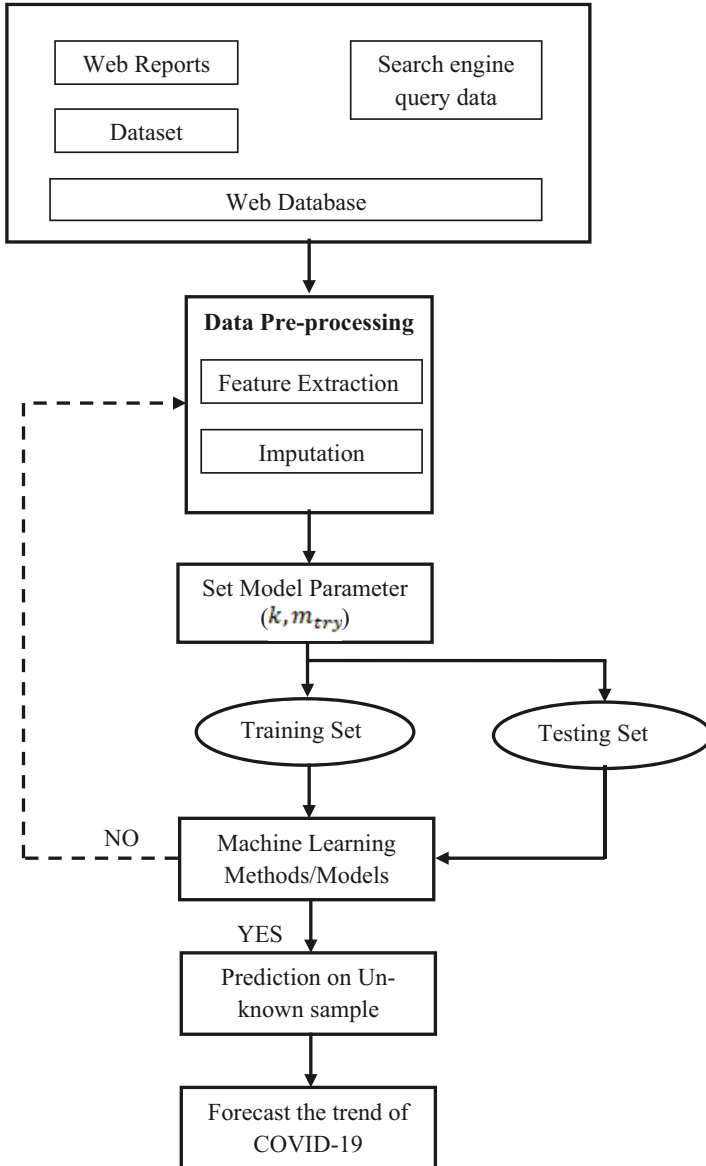 Web Reports
Search engine
query data
Dataset
Web Database
Data Pre-processing
Feature Extraction
Imputation
Set Model Parameter
(k, m_try)
Training Set
Testing Set
NO
Machine Learning
Methods/Models
YES
Prediction on Un-
known sample
Forecast the trend of
COVID-19